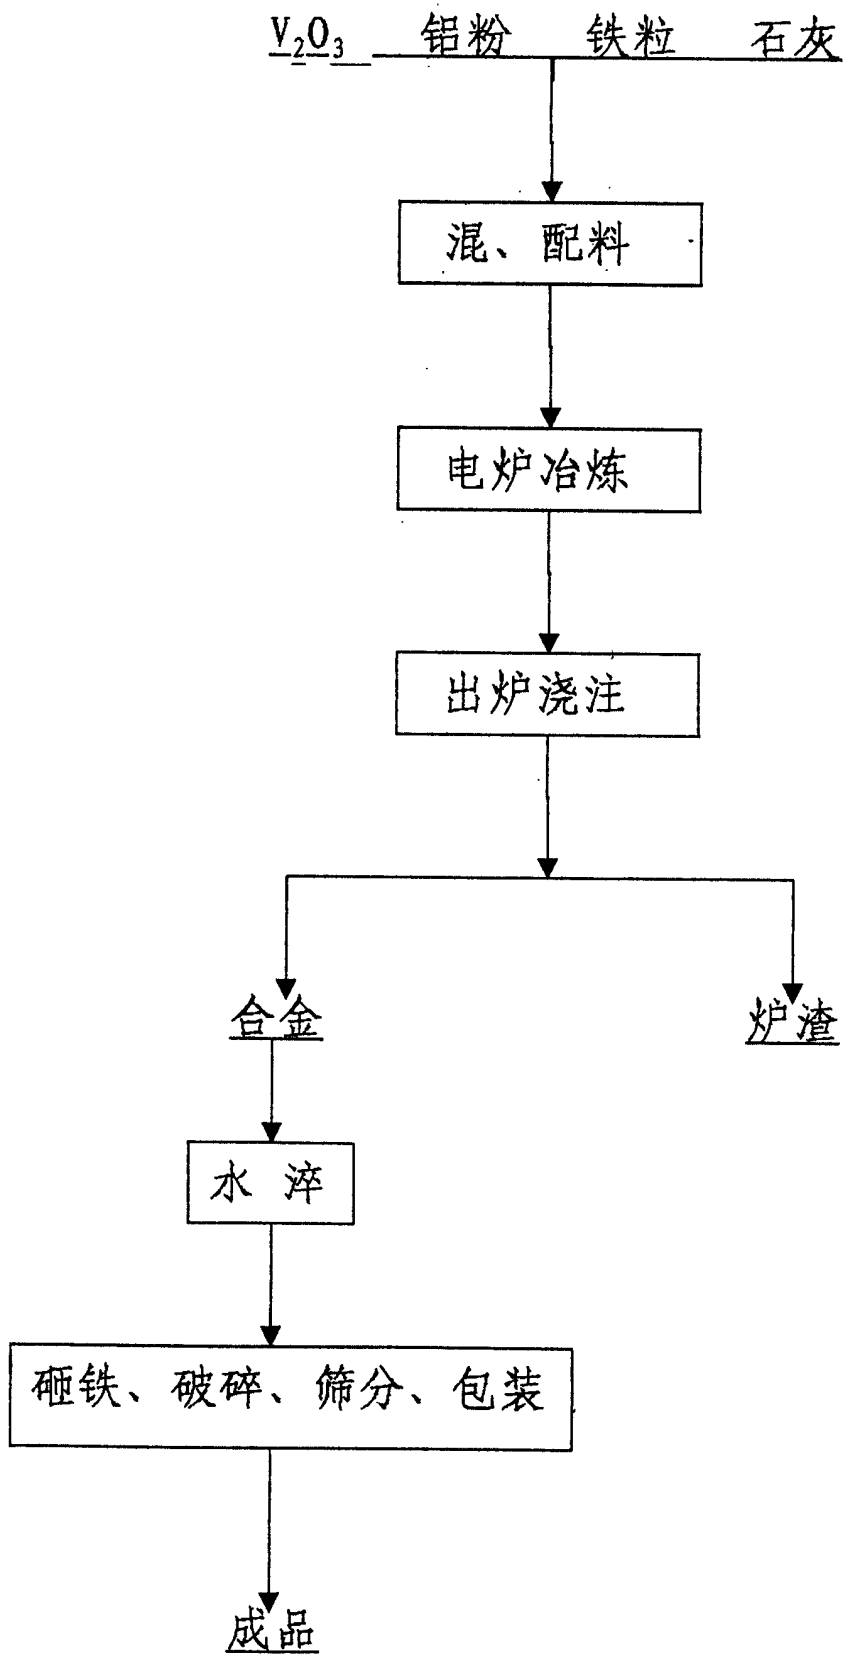 V₂O₃ 铝粉 铁粒 石灰
混、配料
电炉冶炼
出炉浇注
合金 炉渣
水 淬
砸铁、破碎、筛分、包装
成品